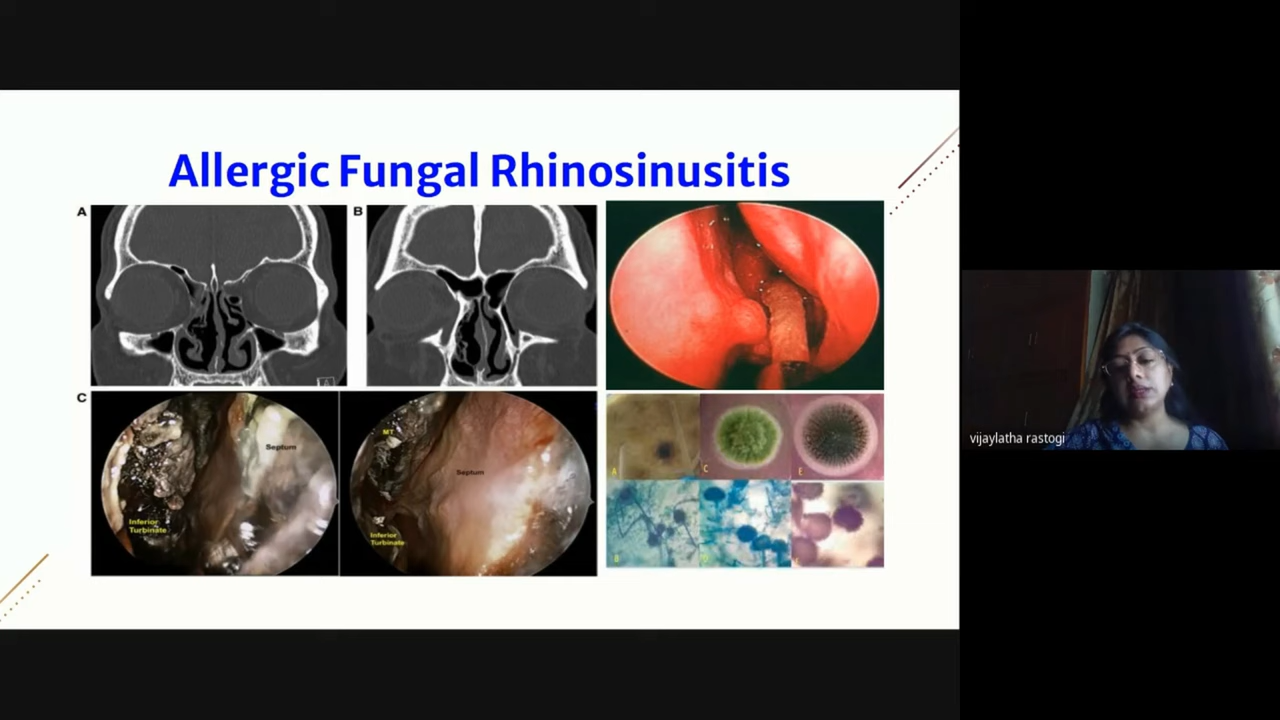 Allergic Fungal Rhinosinusitis
A
B
C
Septum
Inferior
Turbinate
MT
Septum
Inferior
Turbinate
A
C
E
B
vijaylatha rastogi